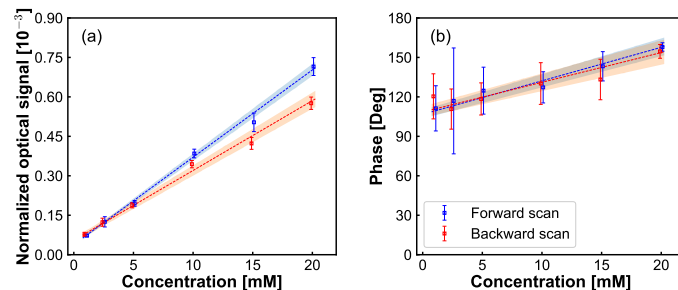 (a)
Normalized optical signal [10⁻³]
0.90
0.75
0.60
0.45
0.30
0.15
0.00
0 5 10 15 20
Concentration [mM]
(b)
Phase [Deg]
180
150
120
90
60
30
0
Forward scan
Backward scan
0 5 10 15 20
Concentration [mM]